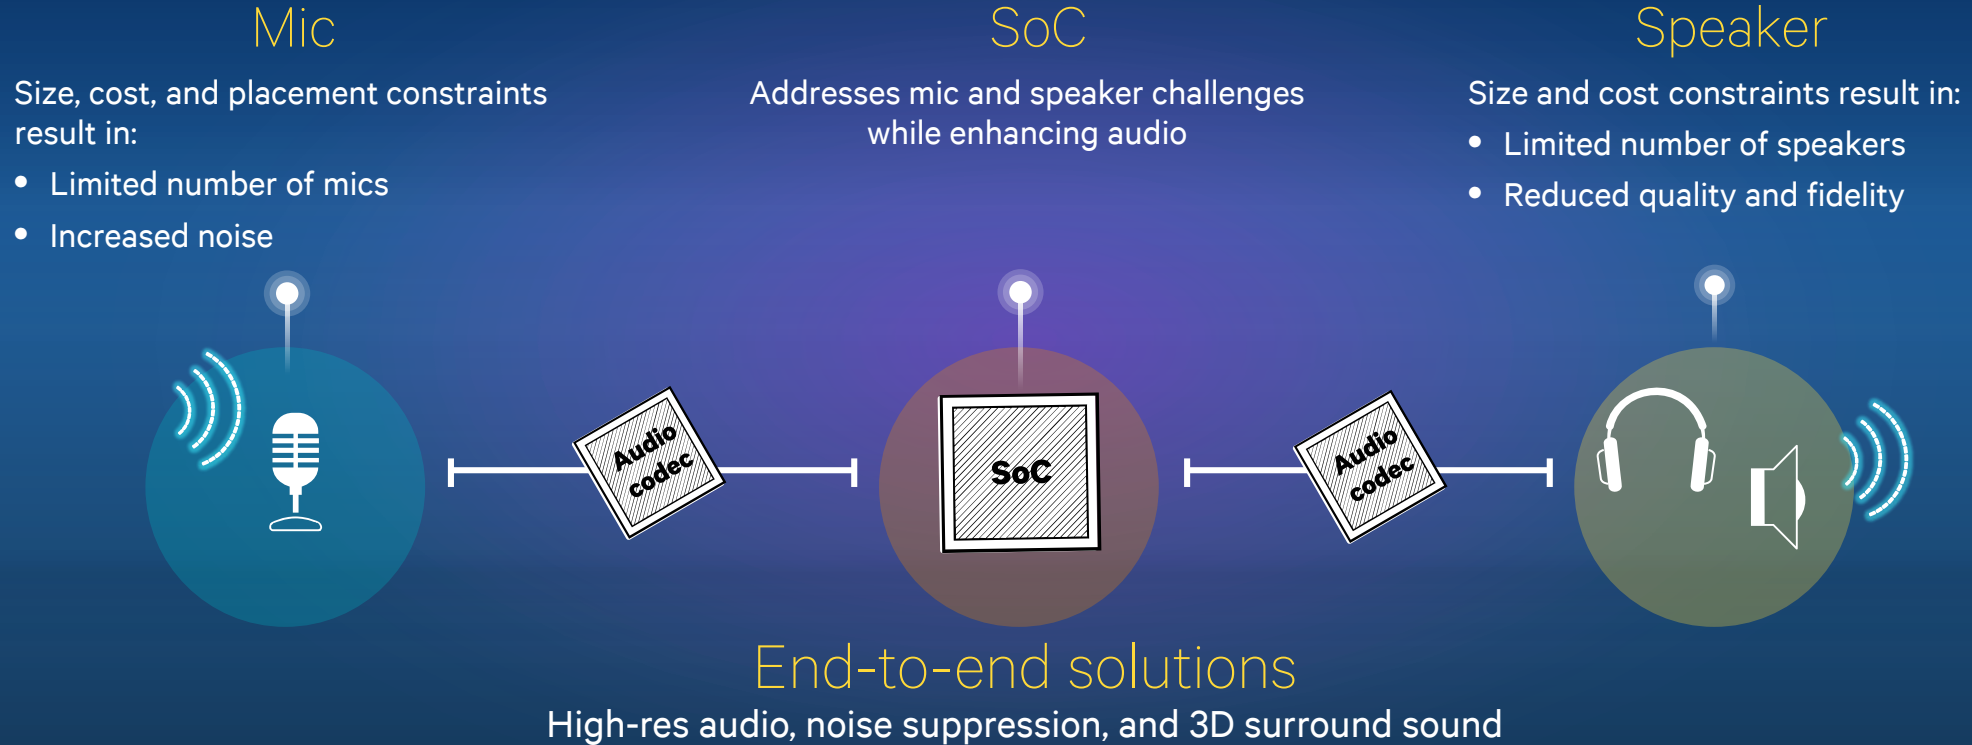 Mic
Size, cost, and placement constraints
result in:
• Limited number of mics
• Increased noise
SoC
Addresses mic and speaker challenges
while enhancing audio
Speaker
Size and cost constraints result in:
• Limited number of speakers
• Reduced quality and fidelity
Audio
codec
SoC
Audio
codec
End-to-end solutions
High-res audio, noise suppression, and 3D surround sound